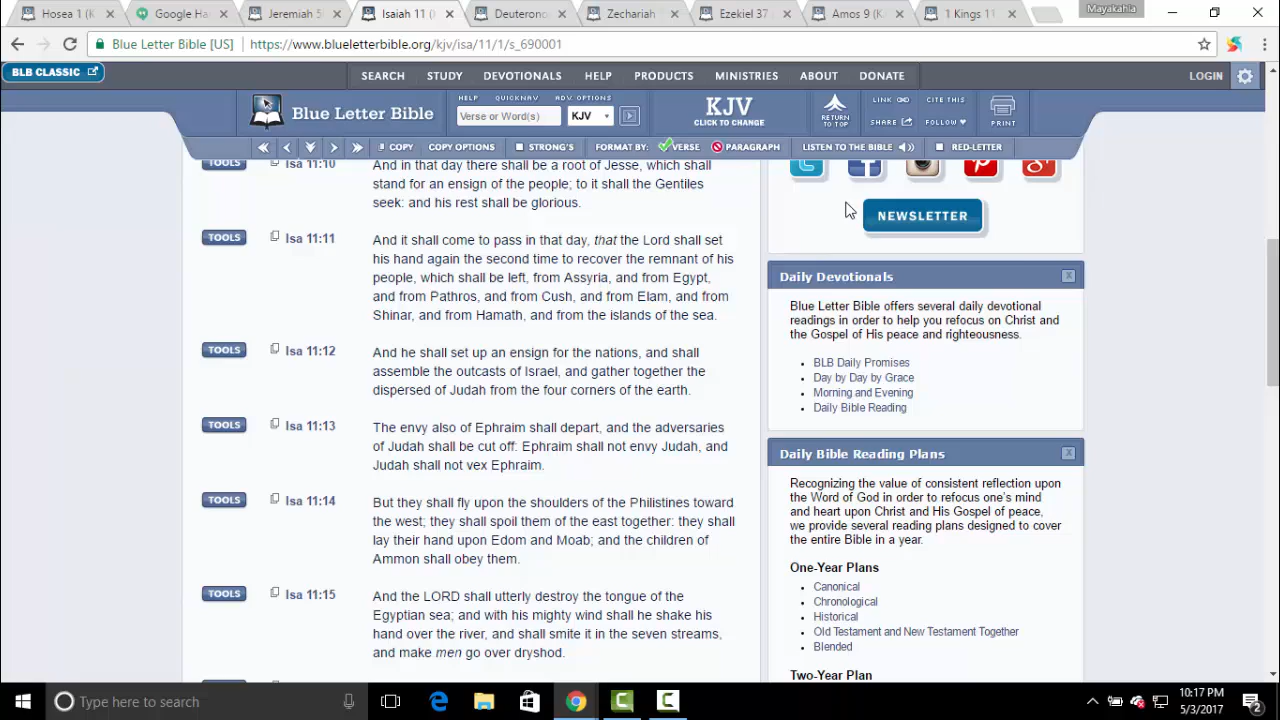 Hosea 1 (
Google Ha
Jeremiah 5
Isaiah 11 (
Deuterono
Zechariah
Ezekiel 37
Amos 9 (K
1 Kings 11
Mayakahla
Blue Letter Bible [US]
https://www.blueletterbible.org/kjv/isa/11/1/s_690001
BLB CLASSIC
SEARCH STUDY DEVOTIONALS HELP PRODUCTS MINISTRIES ABOUT DONATE
LOGIN
Blue Letter Bible
HELP QUICKNAV ADV. OPTIONS
Verse or Word(s) KJV
KJV
CLICK TO CHANGE
RETURN
TO TOP
LINK CITE THIS
SHARE FOLLOW
PRINT
COPY COPY OPTIONS STRONG'S FORMAT BY: VERSE PARAGRAPH LISTEN TO THE BIBLE RED-LETTER
TOOLS Isa 11:10 And in that day there shall be a root of Jesse, which shall
stand for an ensign of the people; to it shall the Gentiles
seek: and his rest shall be glorious.
TOOLS Isa 11:11 And it shall come to pass in that day, that the Lord shall set
his hand again the second time to recover the remnant of his
people, which shall be left, from Assyria, and from Egypt,
and from Pathros, and from Cush, and from Elam, and from
Shinar, and from Hamath, and from the islands of the sea.
TOOLS Isa 11:12 And he shall set up an ensign for the nations, and shall
assemble the outcasts of Israel, and gather together the
dispersed of Judah from the four corners of the earth.
TOOLS Isa 11:13 The envy also of Ephraim shall depart, and the adversaries
of Judah shall be cut off: Ephraim shall not envy Judah, and
Judah shall not vex Ephraim.
TOOLS Isa 11:14 But they shall fly upon the shoulders of the Philistines toward
the west; they shall spoil them of the east together: they shall
lay their hand upon Edom and Moab; and the children of
Ammon shall obey them.
TOOLS Isa 11:15 And the LORD shall utterly destroy the tongue of the
Egyptian sea; and with his mighty wind shall he shake his
hand over the river, and shall smite it in the seven streams,
and make men go over dryshod.
NEWSLETTER
Daily Devotionals
Blue Letter Bible offers several daily devotional
readings in order to help you refocus on Christ and
the Gospel of His peace and righteousness.
BLB Daily Promises
Day by Day by Grace
Morning and Evening
Daily Bible Reading
Daily Bible Reading Plans
Recognizing the value of consistent reflection upon
the Word of God in order to refocus one's mind
and heart upon Christ and His Gospel of peace,
we provide several reading plans designed to cover
the entire Bible in a year.
One-Year Plans
Canonical
Chronological
Historical
Old Testament and New Testament Together
Blended
Two-Year Plan
Type here to search
10:17 PM
5/3/2017
2